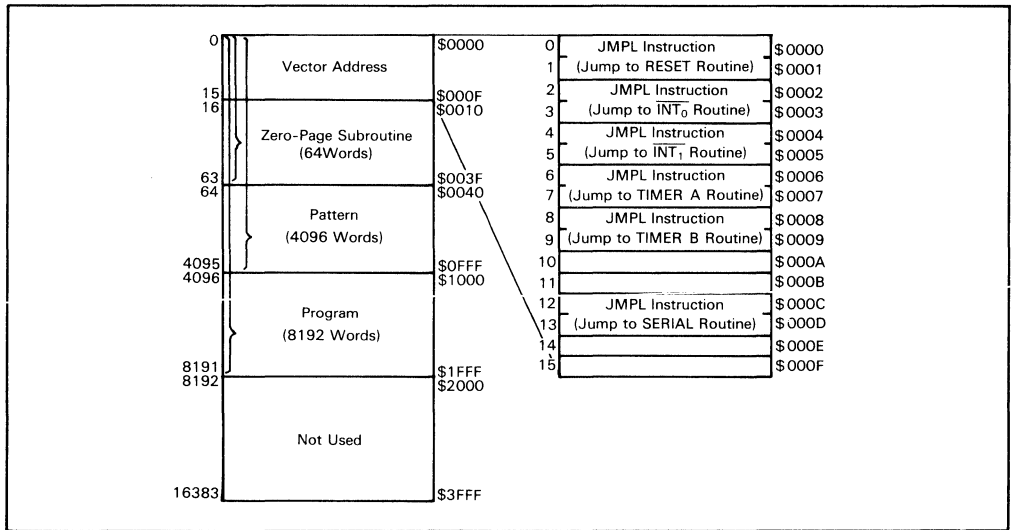 0
$0000
Vector Address
15
$000F
16
$0010
Zero-Page Subroutine
(64Words)
63
$003F
64
$0040
Pattern
(4096 Words)
4095
$0FFF
4096
$1000
Program
(8192 Words)
8191
$1FFF
8192
$2000
Not Used
16383
$3FFF
0 JMPL Instruction $0000
1 (Jump to RESET Routine) $0001
2 JMPL Instruction $0002
3 (Jump to INT₀ Routine) $0003
4 JMPL Instruction $0004
5 (Jump to INT₁ Routine) $0005
6 JMPL Instruction $0006
7 (Jump to TIMER A Routine) $0007
8 JMPL Instruction $0008
9 (Jump to TIMER B Routine) $0009
10 $000A
11 $000B
12 JMPL Instruction $000C
13 (Jump to SERIAL Routine) $000D
14 $000E
15 $000F